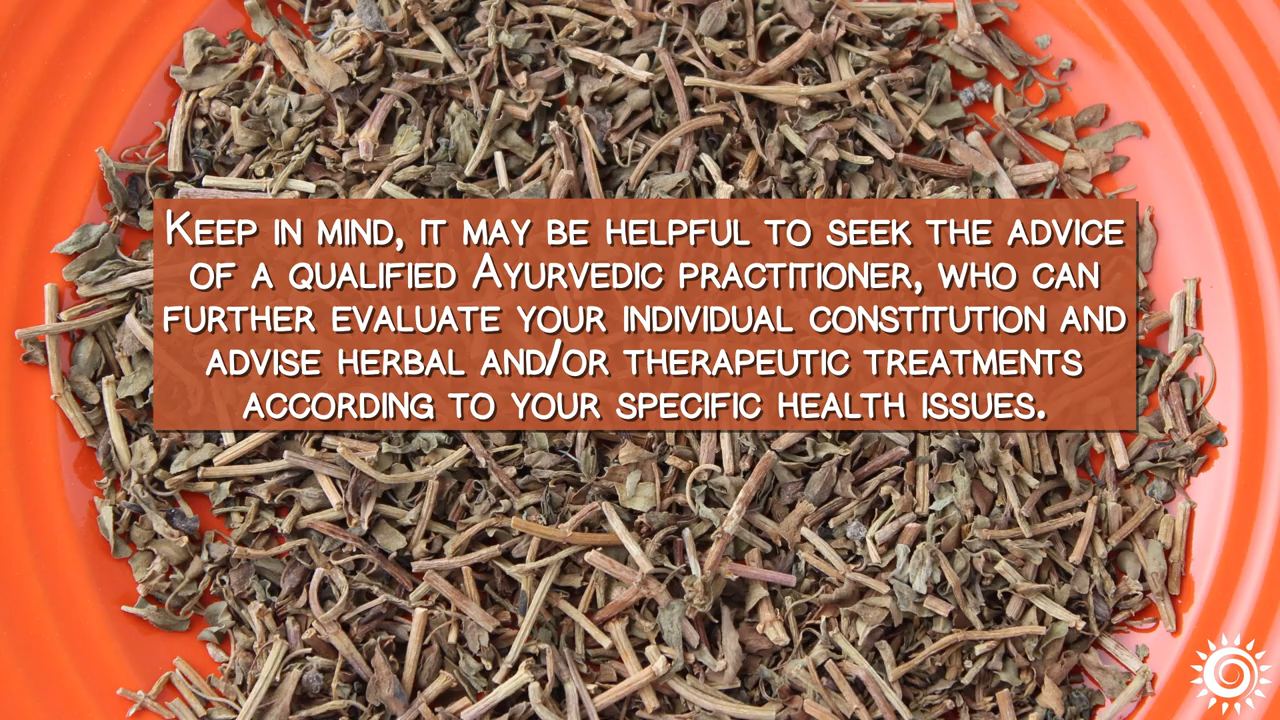 Keep in mind, it may be helpful to seek the advice
of a qualified Ayurvedic practitioner, who can
further evaluate your individual constitution and
advise herbal and/or therapeutic treatments
according to your specific health issues.